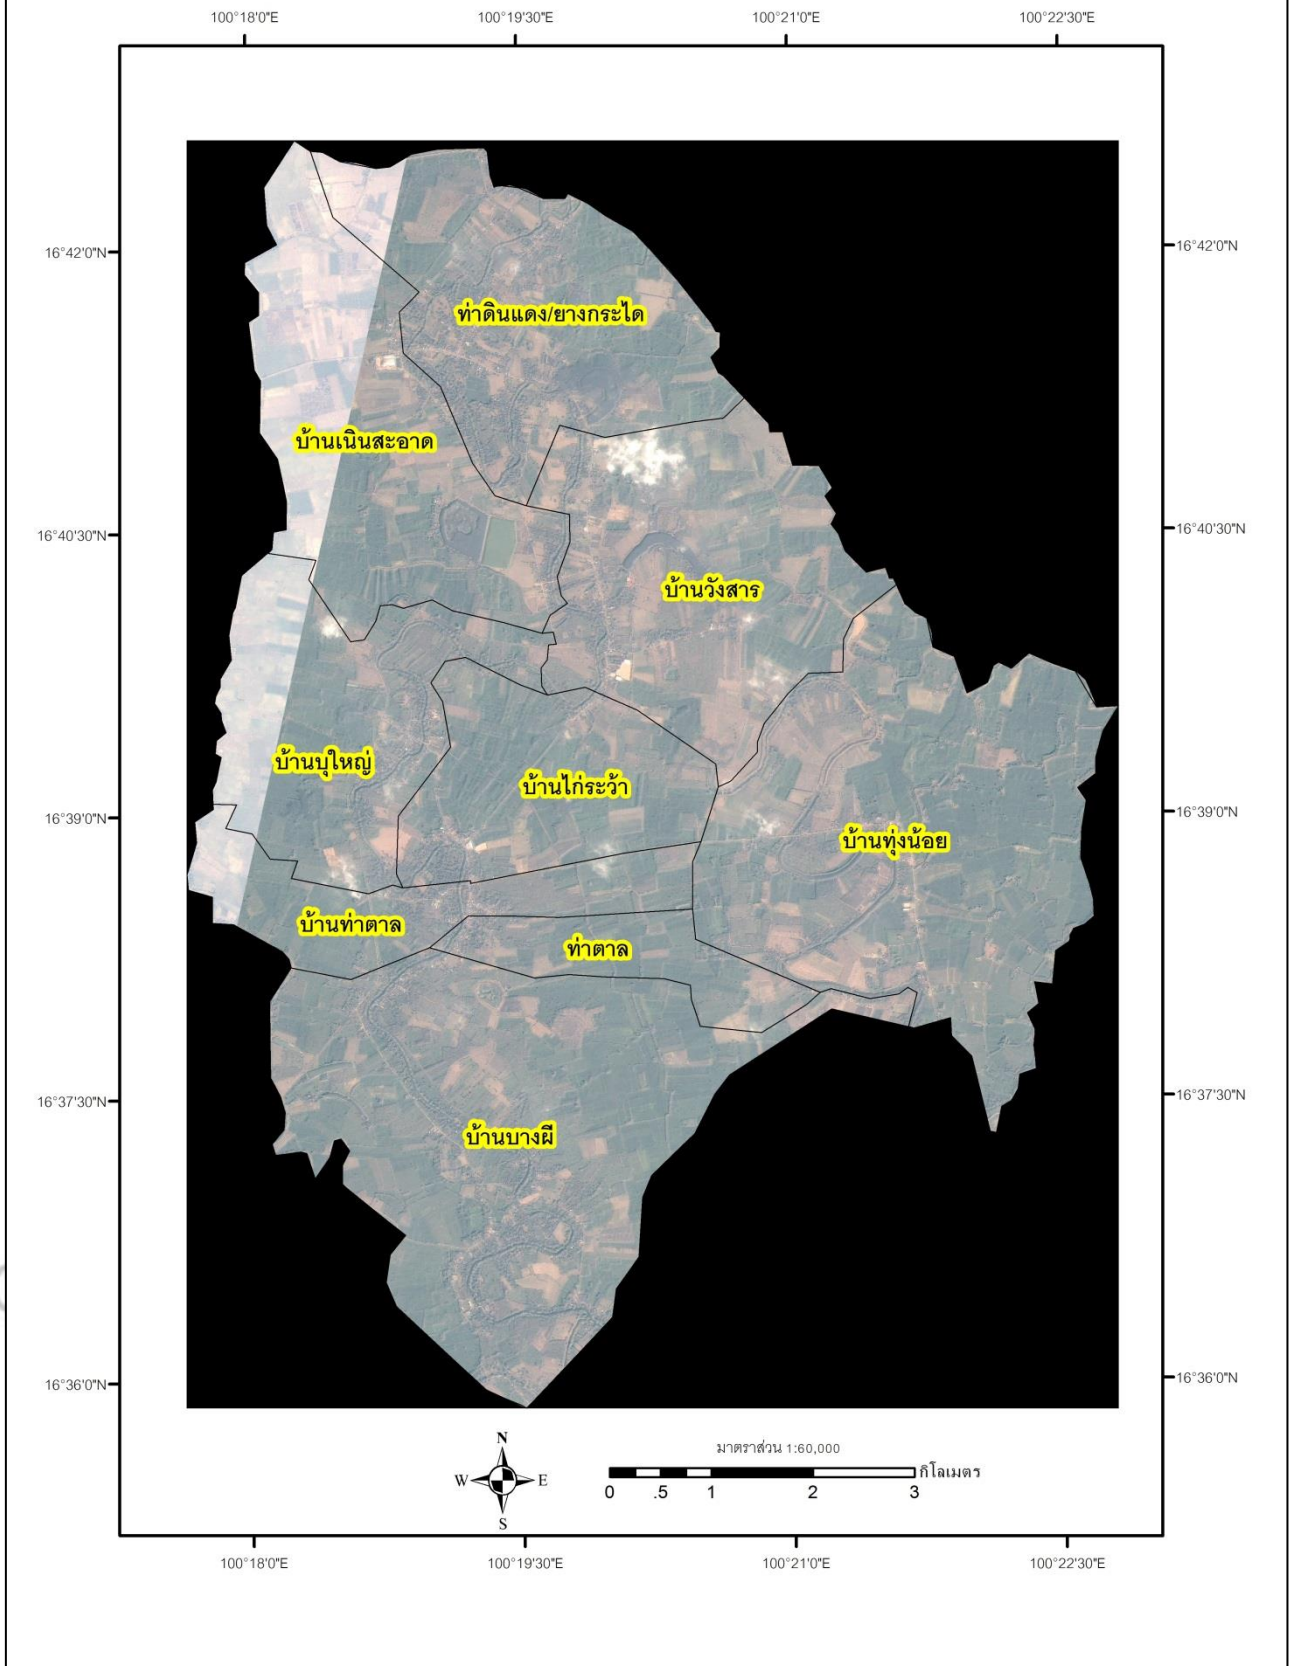 100°18'0"E 100°19'30"E 100°21'0"E 100°22'30"E
16°42'0"N 16°42'0"N
ท่าดินแดง/ยางกระได
บ้านเนินสะอาด
16°40'30"N 16°40'30"N
บ้านวังสาร
บ้านบุใหญ่
บ้านไก่ระว้า
16°39'0"N 16°39'0"N
บ้านทุ่งน้อย
บ้านท่าตาล
ท่าตาล
16°37'30"N 16°37'30"N
บ้านบางผี
16°36'0"N 16°36'0"N
N
W E
S
มาตราส่วน 1:60,000
กิโลเมตร
0 .5 1 2 3
100°18'0"E 100°19'30"E 100°21'0"E 100°22'30"E